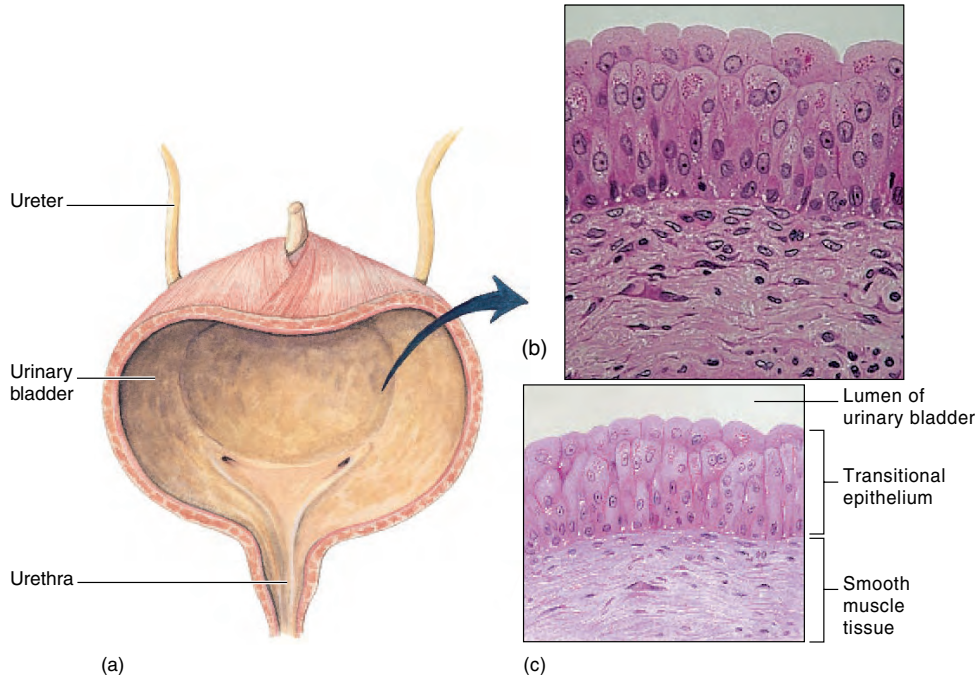 Ureter
Urinary
bladder
Urethra
(a)
(b)
Lumen of
urinary bladder
Transitional
epithelium
Smooth
muscle
tissue
(c)